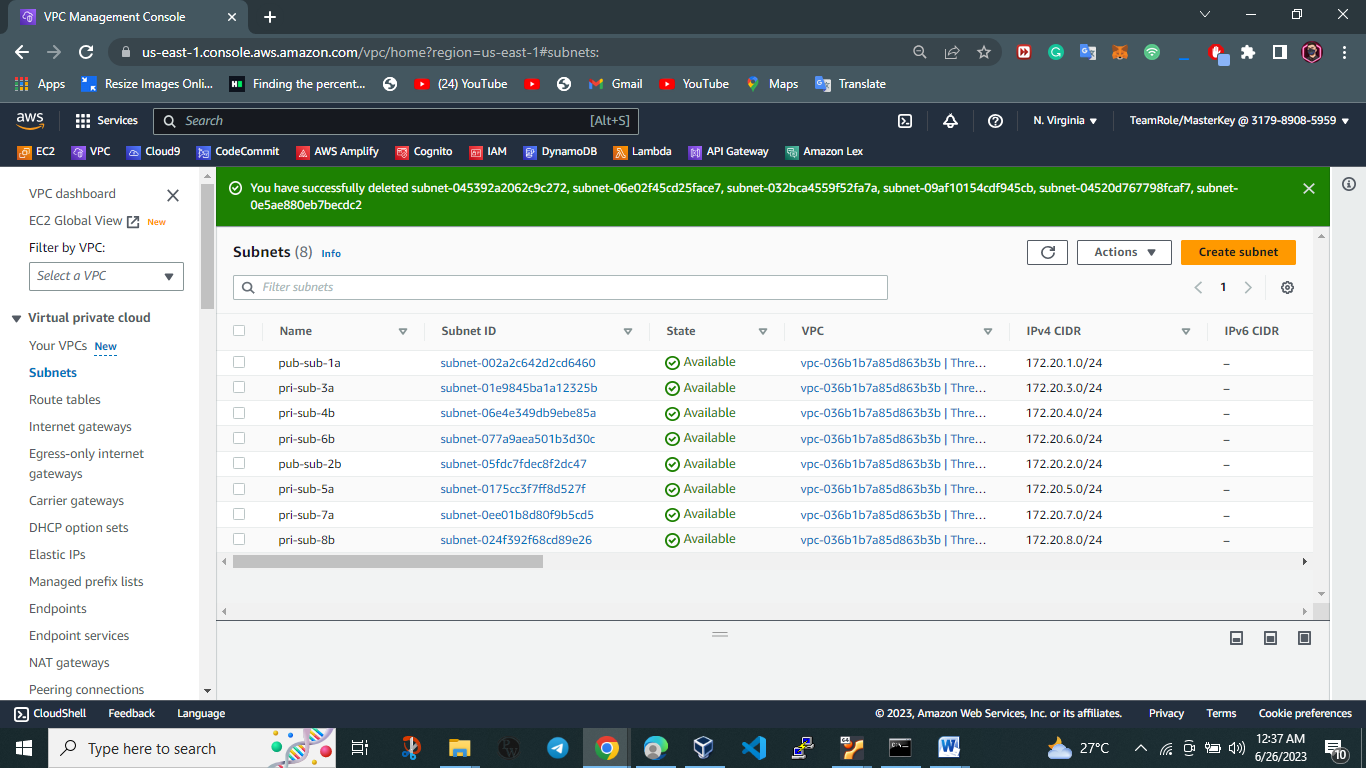 VPC Management Console
us-east-1.console.aws.amazon.com/vpc/home?region=us-east-1#subnets:
Apps
Resize Images Onli...
Finding the percent...
(24) YouTube
Gmail
YouTube
Maps
Translate
aws
Services
Search
[Alt+S]
N. Virginia
TeamRole/MasterKey @ 3179-8908-5959
EC2
VPC
Cloud9
CodeCommit
AWS Amplify
Cognito
IAM
DynamoDB
Lambda
API Gateway
Amazon Lex
VPC dashboard
EC2 Global View New
Filter by VPC:
Select a VPC
Virtual private cloud
Your VPCs New
Subnets
Route tables
Internet gateways
Egress-only internet
gateways
Carrier gateways
DHCP option sets
Elastic IPs
Managed prefix lists
Endpoints
Endpoint services
NAT gateways
Peering connections
You have successfully deleted subnet-045392a2062c9c272, subnet-06e02f45cd25face7, subnet-032bca4559f52fa7a, subnet-09af10154cdf945cb, subnet-04520d767798fcaf7, subnet-
0e5ae880eb7becdc2
Subnets (8) Info
Actions
Create subnet
Filter subnets
1
Name Subnet ID State VPC IPv4 CIDR IPv6 CIDR
pub-sub-1a subnet-002a2c642d2cd6460 Available vpc-036b1b7a85d863b3b | Thre... 172.20.1.0/24 –
pri-sub-3a subnet-01e9845ba1a12325b Available vpc-036b1b7a85d863b3b | Thre... 172.20.3.0/24 –
pri-sub-4b subnet-06e4e349db9ebe85a Available vpc-036b1b7a85d863b3b | Thre... 172.20.4.0/24 –
pri-sub-6b subnet-077a9aea501b3d30c Available vpc-036b1b7a85d863b3b | Thre... 172.20.6.0/24 –
pub-sub-2b subnet-05fdc7fdec8f2dc47 Available vpc-036b1b7a85d863b3b | Thre... 172.20.2.0/24 –
pri-sub-5a subnet-0175cc3f7ff8d527f Available vpc-036b1b7a85d863b3b | Thre... 172.20.5.0/24 –
pri-sub-7a subnet-0ee01b8d80f9b5cd5 Available vpc-036b1b7a85d863b3b | Thre... 172.20.7.0/24 –
pri-sub-8b subnet-024f392f68cd89e26 Available vpc-036b1b7a85d863b3b | Thre... 172.20.8.0/24 –
CloudShell Feedback Language © 2023, Amazon Web Services, Inc. or its affiliates. Privacy Terms Cookie preferences
Type here to search
27°C
12:37 AM
6/26/2023
10